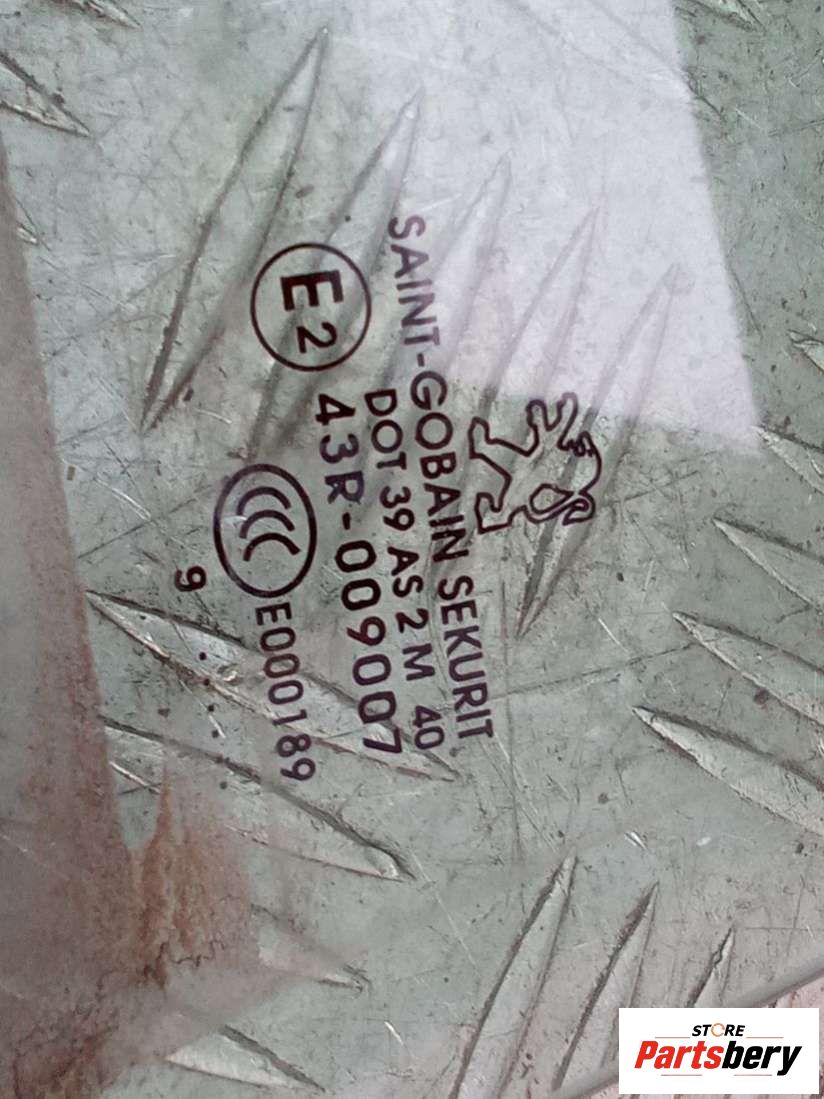 SAINT-GOBAIN SEKURIT
DOT 39 AS 2 M 40
E2
43R-009007
CCC
E000189
9
STORE
Partsbery